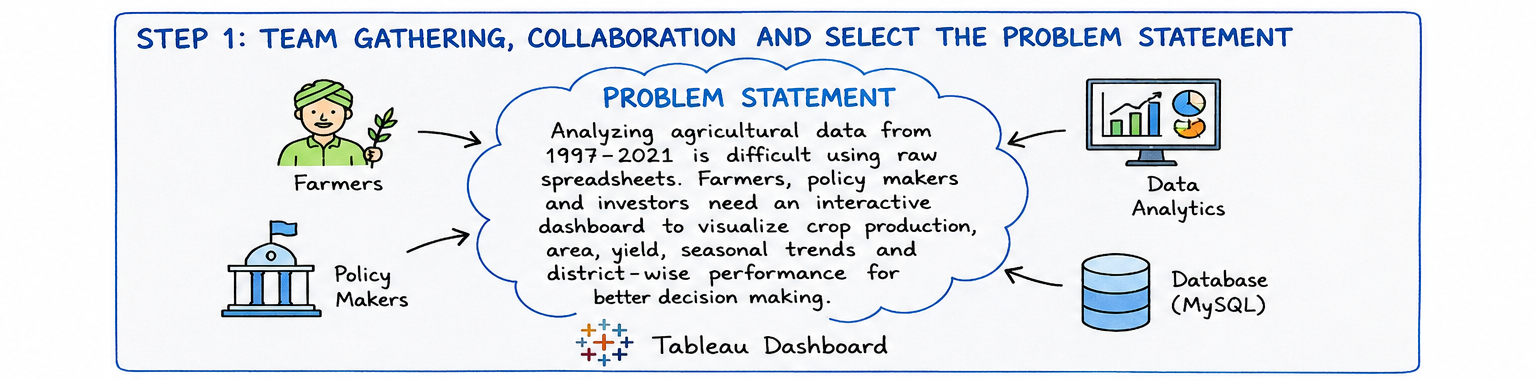 STEP 1: TEAM GATHERING, COLLABORATION AND SELECT THE PROBLEM STATEMENT
PROBLEM STATEMENT
Analyzing agricultural data from
1997-2021 is difficult using raw
spreadsheets. Farmers, policy makers
and investors need an interactive
dashboard to visualize crop production,
area, yield, seasonal trends and
district-wise performance for
better decision making.
Farmers
Policy
Makers
Data
Analytics
Database
(MySQL)
Tableau Dashboard